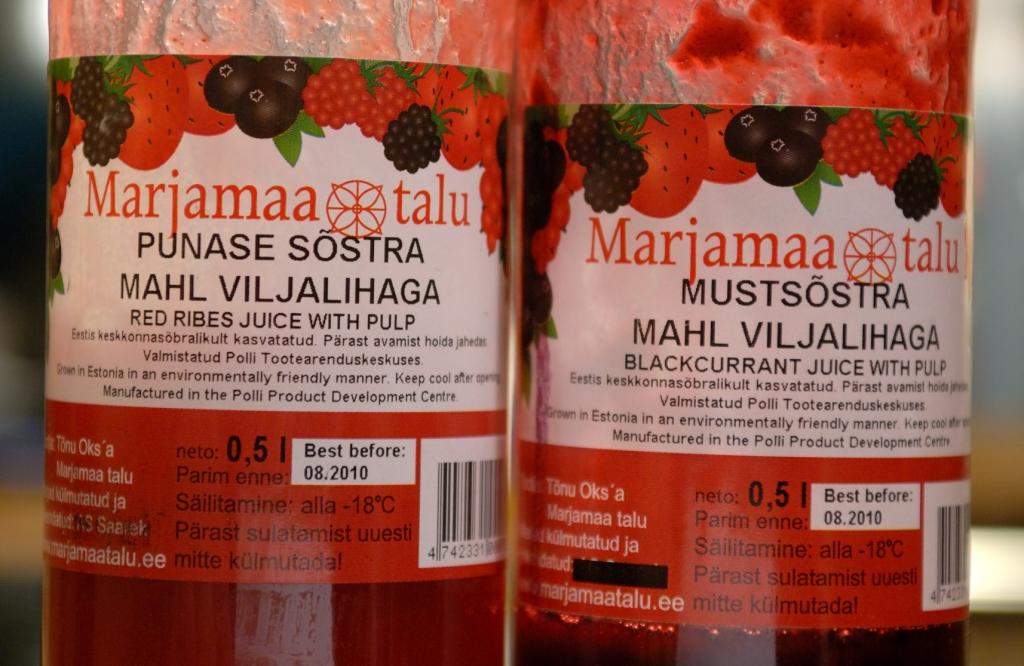 Marjamaa talu
PUNASE SÕSTRA
MAHL VILJALIHAGA
RED RIBES JUICE WITH PULP
Eestis keskkonnasõbralikult kasvatatud. Pärast avamist hoida jahedas.
Valmistatud Polli Tootearenduskeskuses.
Grown in Estonia in an environmentally friendly manner. Keep cool after opening
Manufactured in the Polli Product Development Centre.
Tõnu Oks´a
Marjamaa talu
külmutatud ja
marjamaatalu.ee
neto: 0,5 l
Parim enne:
Best before:
08.2010
Säilitamine: alla -18°C
Pärast sulatamist uuesti
mitte külmutada!
4 742331
Marjamaa talu
MUSTSÕSTRA
MAHL VILJALIHAGA
BLACKCURRANT JUICE WITH PULP
Eestis keskkonnasõbralikult kasvatatud. Pärast avamist hoida
Valmistatud Polli Tootearenduskeskuses.
Grown in Estonia in an environmentally friendly manner. Keep cool after
Manufactured in the Polli Product Development Centre
Tõnu Oks´a
Marjamaa talu
külmutatud ja
marjamaatalu.ee
neto: 0,5 l
Parim enne:
Best before:
08.2010
Säilitamine: alla -18°C
Pärast sulatamist uuesti
mitte külmutada!